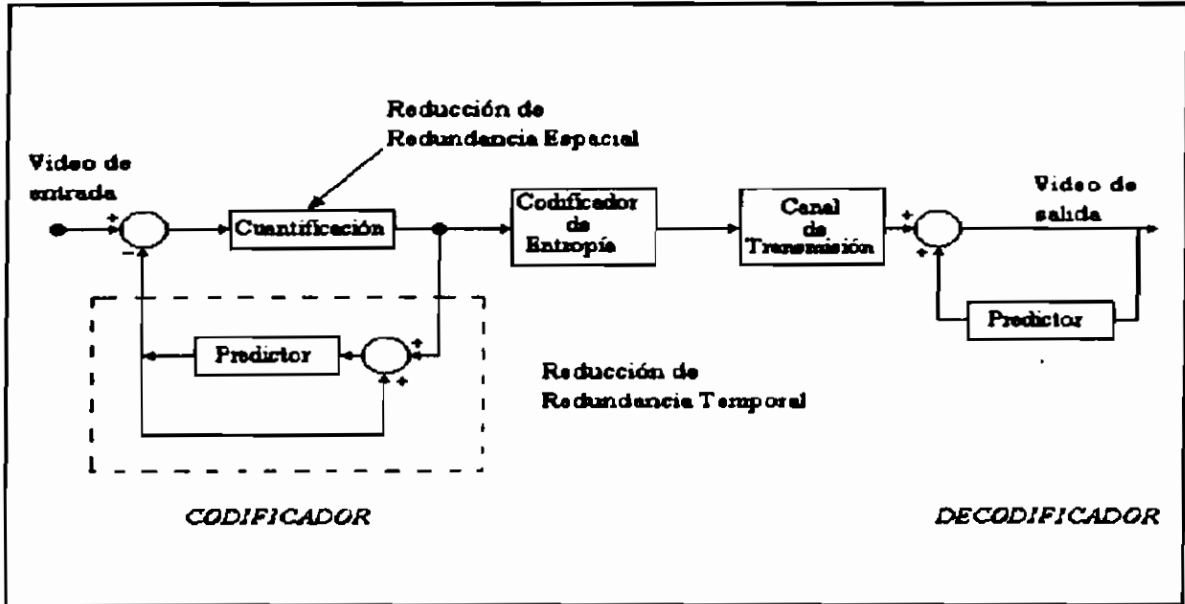 Reducción de
Redundancia Espacial
Video de
entrada
+
-
Cuantificación
Codificador
de
Entropía
Canal
de
Transmisión
+
+
Video de
salida
Predictor
Predictor
+
+
Reducción de
Redundancia Temporal
CODIFICADOR
DECODIFICADOR